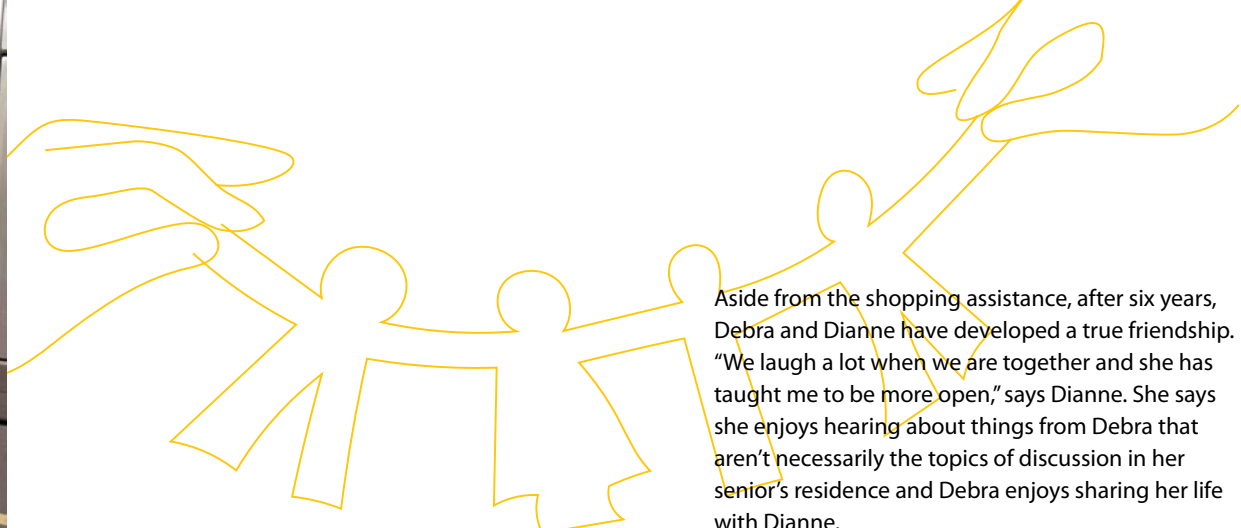 Aside from the shopping assistance, after six years,
Debra and Dianne have developed a true friendship.
“We laugh a lot when we are together and she has
taught me to be more open,” says Dianne. She says
she enjoys hearing about things from Debra that
aren’t necessarily the topics of discussion in her
senior’s residence and Debra enjoys sharing her life
with Dianne.